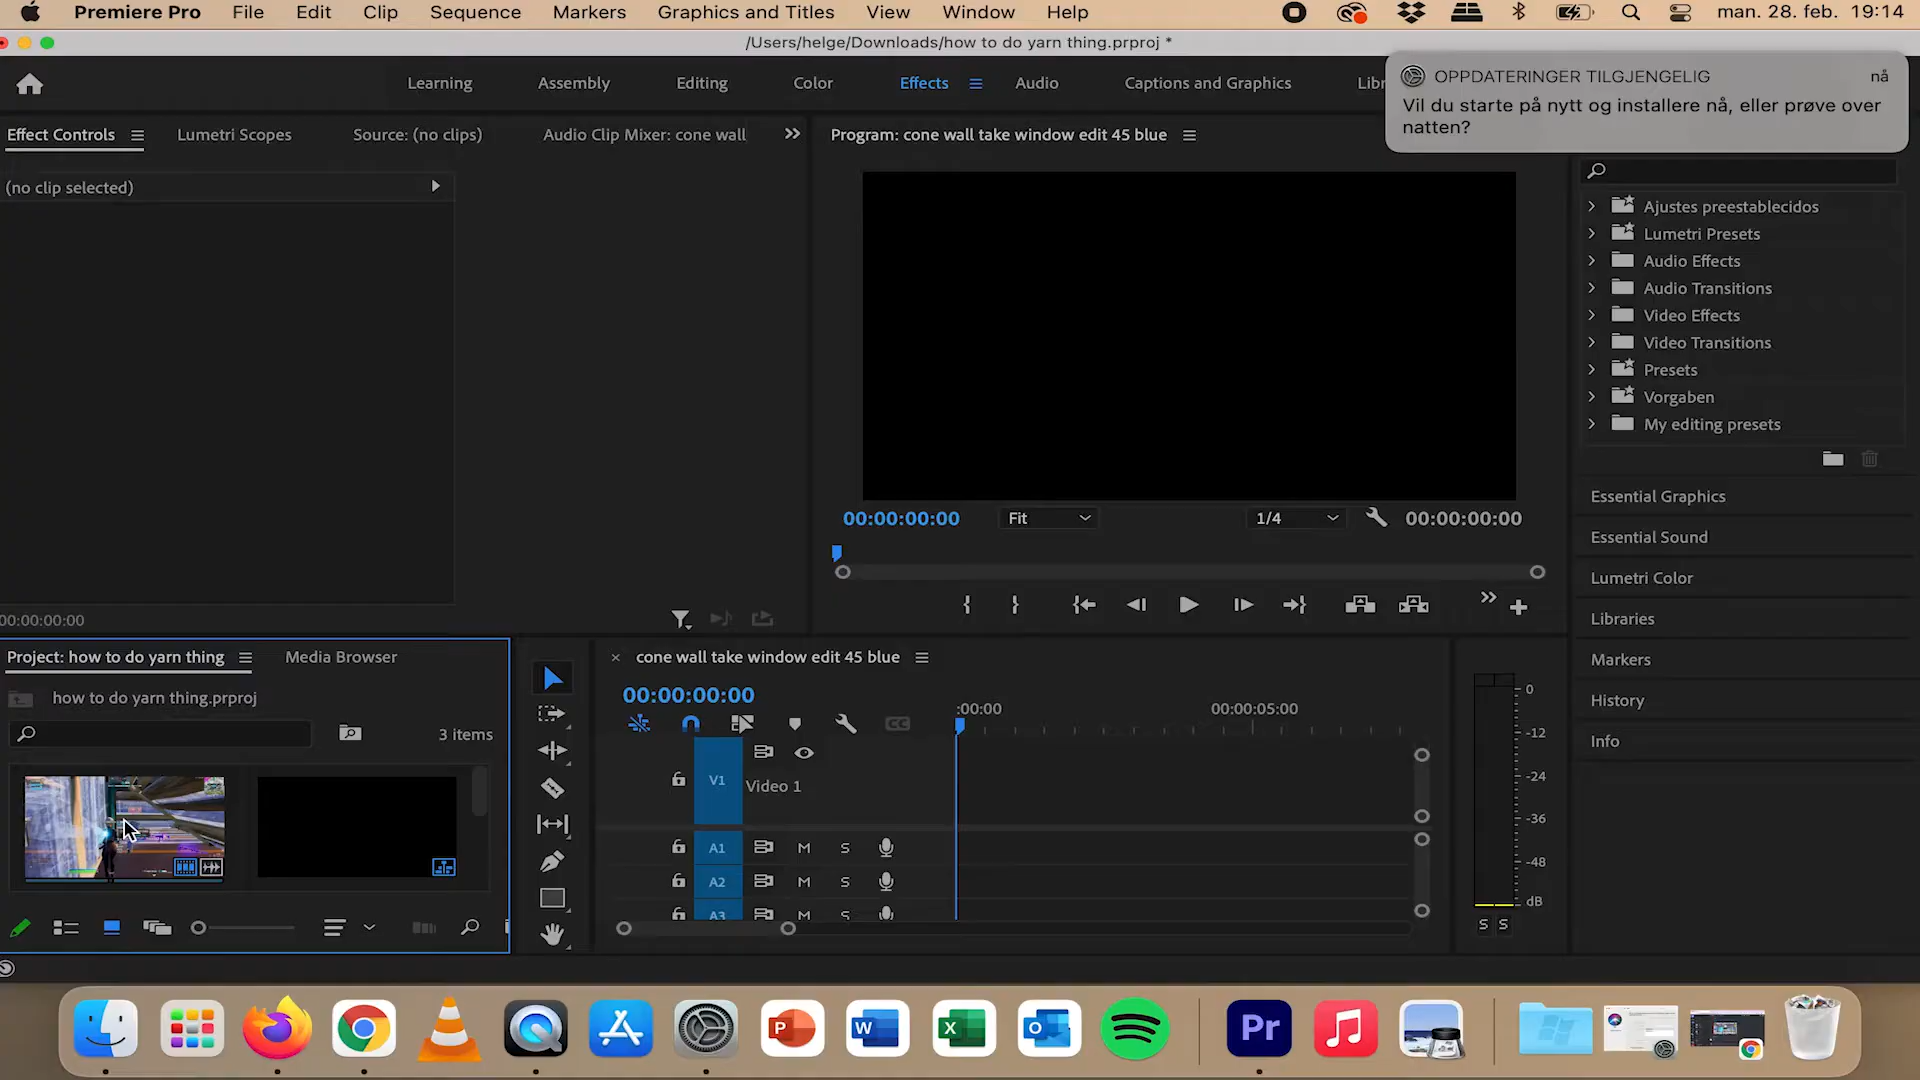 Premiere Pro File Edit Clip Sequence Markers Graphics and Titles View Window Help man. 28. feb. 19:14
/Users/helge/Downloads/how to do yarn thing.prproj *
Learning Assembly Editing Color Effects Audio Captions and Graphics Libr
OPPDATERINGER TILGJENGELIG nå
Vil du starte på nytt og installere nå, eller prøve over
natten?
Effect Controls Lumetri Scopes Source: (no clips) Audio Clip Mixer: cone wall
Program: cone wall take window edit 45 blue
(no clip selected)
Ajustes preestablecidos
Lumetri Presets
Audio Effects
Audio Transitions
Video Effects
Video Transitions
Presets
Vorgaben
My editing presets
Essential Graphics
Essential Sound
Lumetri Color
Libraries
Markers
History
Info
00:00:00:00 Fit 1/4 00:00:00:00
00:00:00:00
Project: how to do yarn thing Media Browser
how to do yarn thing.prproj
3 items
cone wall take window edit 45 blue
00:00:00:00
:00:00 00:00:05:00
V1 Video 1
A1 M S
A2 M S
A3 M S
0
-12
-24
-36
-48
dB
S S
P W X O Pr